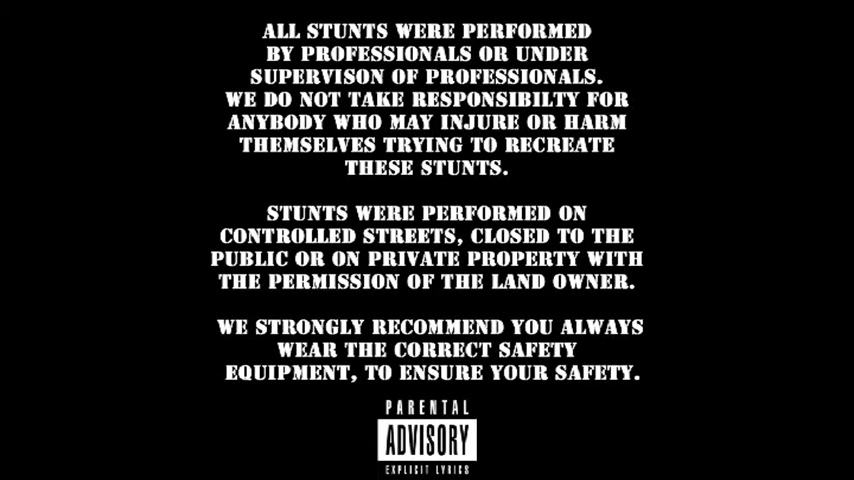 ALL STUNTS WERE PERFORMED
BY PROFESSIONALS OR UNDER
SUPERVISON OF PROFESSIONALS.
WE DO NOT TAKE RESPONSIBILTY FOR
ANYBODY WHO MAY INJURE OR HARM
THEMSELVES TRYING TO RECREATE
THESE STUNTS.
STUNTS WERE PERFORMED ON
CONTROLLED STREETS, CLOSED TO THE
PUBLIC OR ON PRIVATE PROPERTY WITH
THE PERMISSION OF THE LAND OWNER.
WE STRONGLY RECOMMEND YOU ALWAYS
WEAR THE CORRECT SAFETY
EQUIPMENT, TO ENSURE YOUR SAFETY.
PARENTAL
ADVISORY
EXPLICIT LYRICS